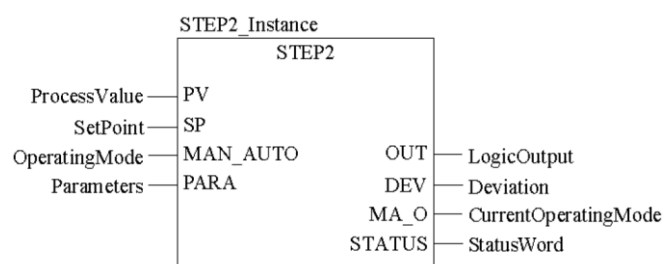 STEP2_Instance
STEP2
ProcessValue PV
SetPoint SP
OperatingMode MAN_AUTO OUT LogicOutput
Parameters PARA DEV Deviation
MA_O CurrentOperatingMode
STATUS StatusWord